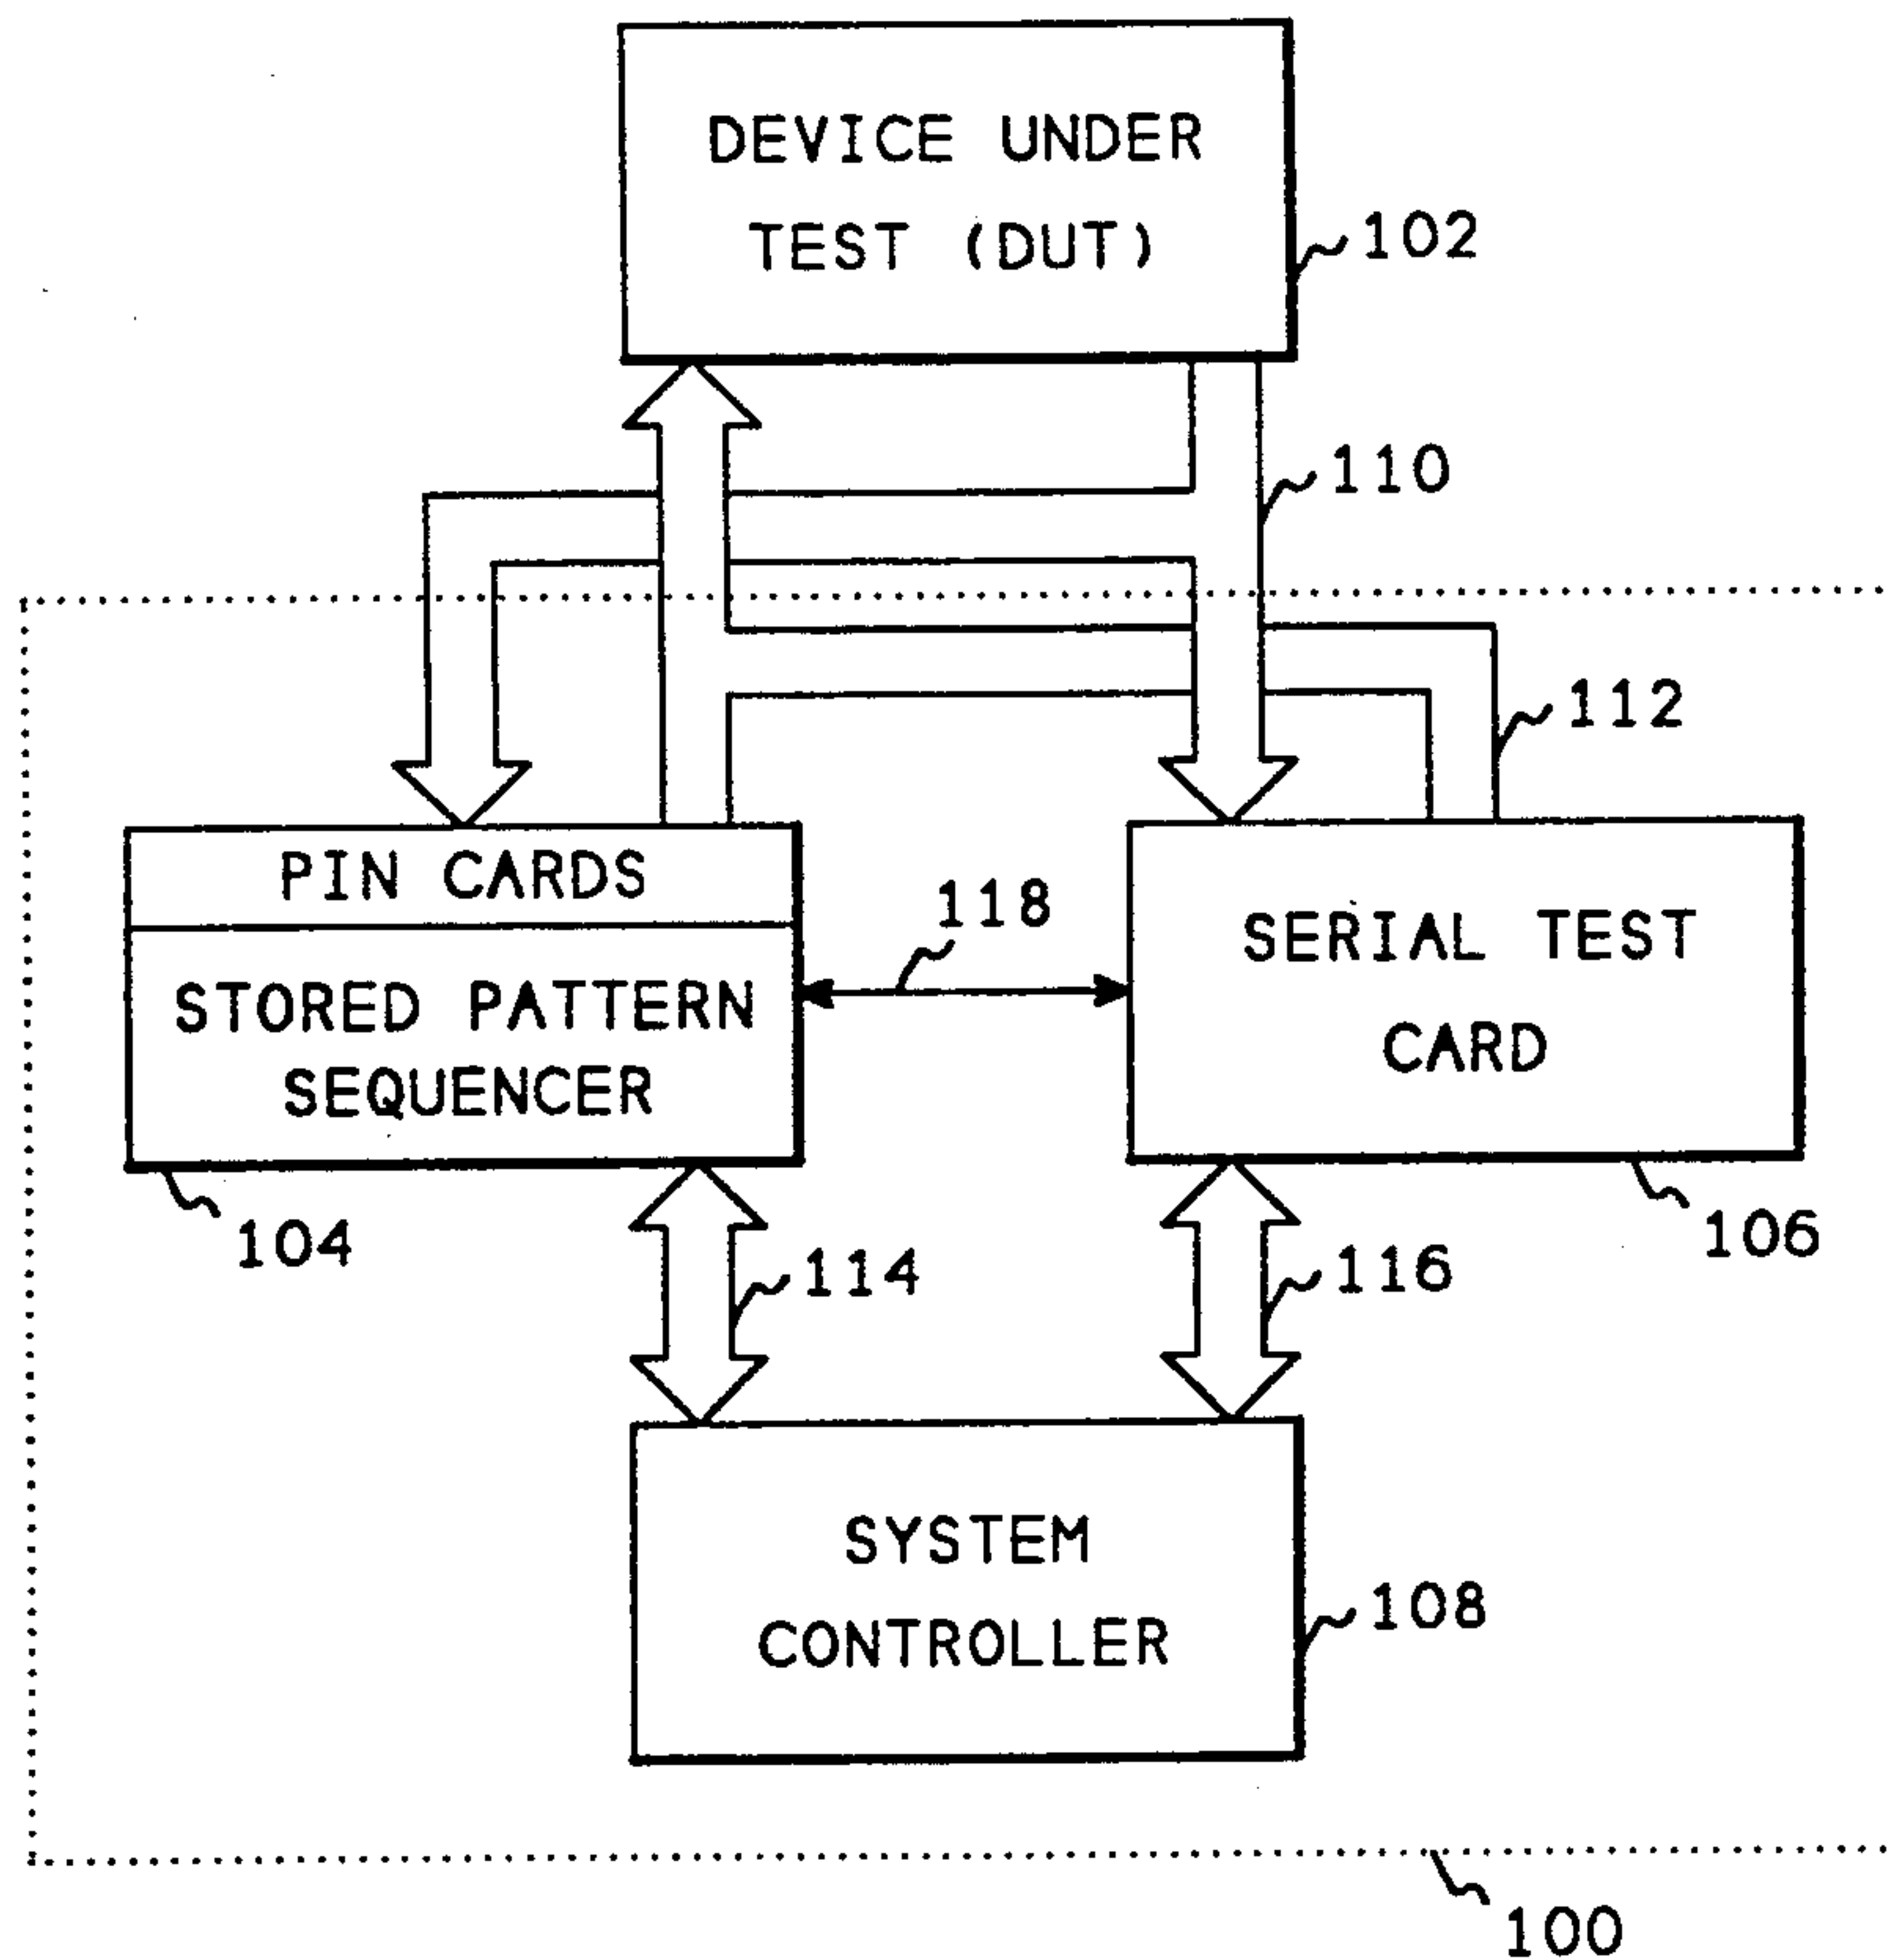 DEVICE UNDER
TEST (DUT)
102
110
112
PIN CARDS
118
STORED PATTERN
SEQUENCER
SERIAL TEST
CARD
104
114
116
106
SYSTEM
CONTROLLER
108
100